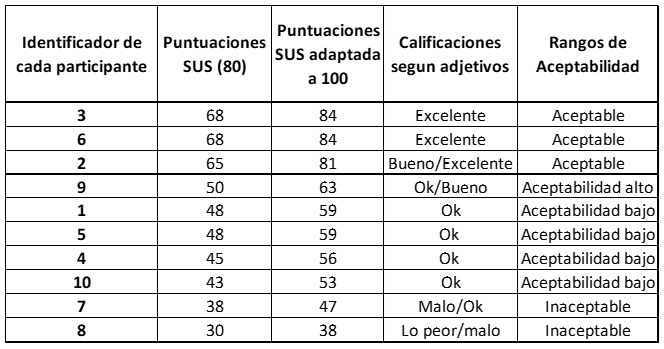 Identificador de cada participante | Puntuaciones SUS (80) | Puntuaciones SUS adaptada a 100 | Calificaciones segun adjetivos | Rangos de Aceptabilidad
3 | 68 | 84 | Excelente | Aceptable
6 | 68 | 84 | Excelente | Aceptable
2 | 65 | 81 | Bueno/Excelente | Aceptable
9 | 50 | 63 | Ok/Bueno | Aceptabilidad alto
1 | 48 | 59 | Ok | Aceptabilidad bajo
5 | 48 | 59 | Ok | Aceptabilidad bajo
4 | 45 | 56 | Ok | Aceptabilidad bajo
10 | 43 | 53 | Ok | Aceptabilidad bajo
7 | 38 | 47 | Malo/Ok | Inaceptable
8 | 30 | 38 | Lo peor/malo | Inaceptable